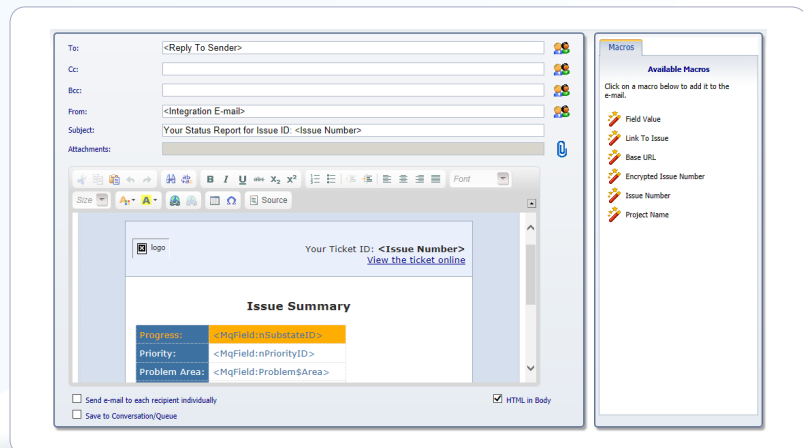 To: <Reply To Sender>
Cc:
Bcc:
From: <Integration E-mail>
Subject: Your Status Report for Issue ID: <Issue Number>
Attachments:
B I U abc X₂ X² Font
Size A A Source
logo
Your Ticket ID: <Issue Number>
View the ticket online
Issue Summary
Progress: <MqField:nSubstateID>
Priority: <MqField:nPriorityID>
Problem Area: <MqField:Problem$Area>
Send e-mail to each recipient individually
HTML in Body
Save to Conversation/Queue
Macros
Available Macros
Click on a macro below to add it to the
e-mail.
Field Value
Link To Issue
Base URL
Encrypted Issue Number
Issue Number
Project Name